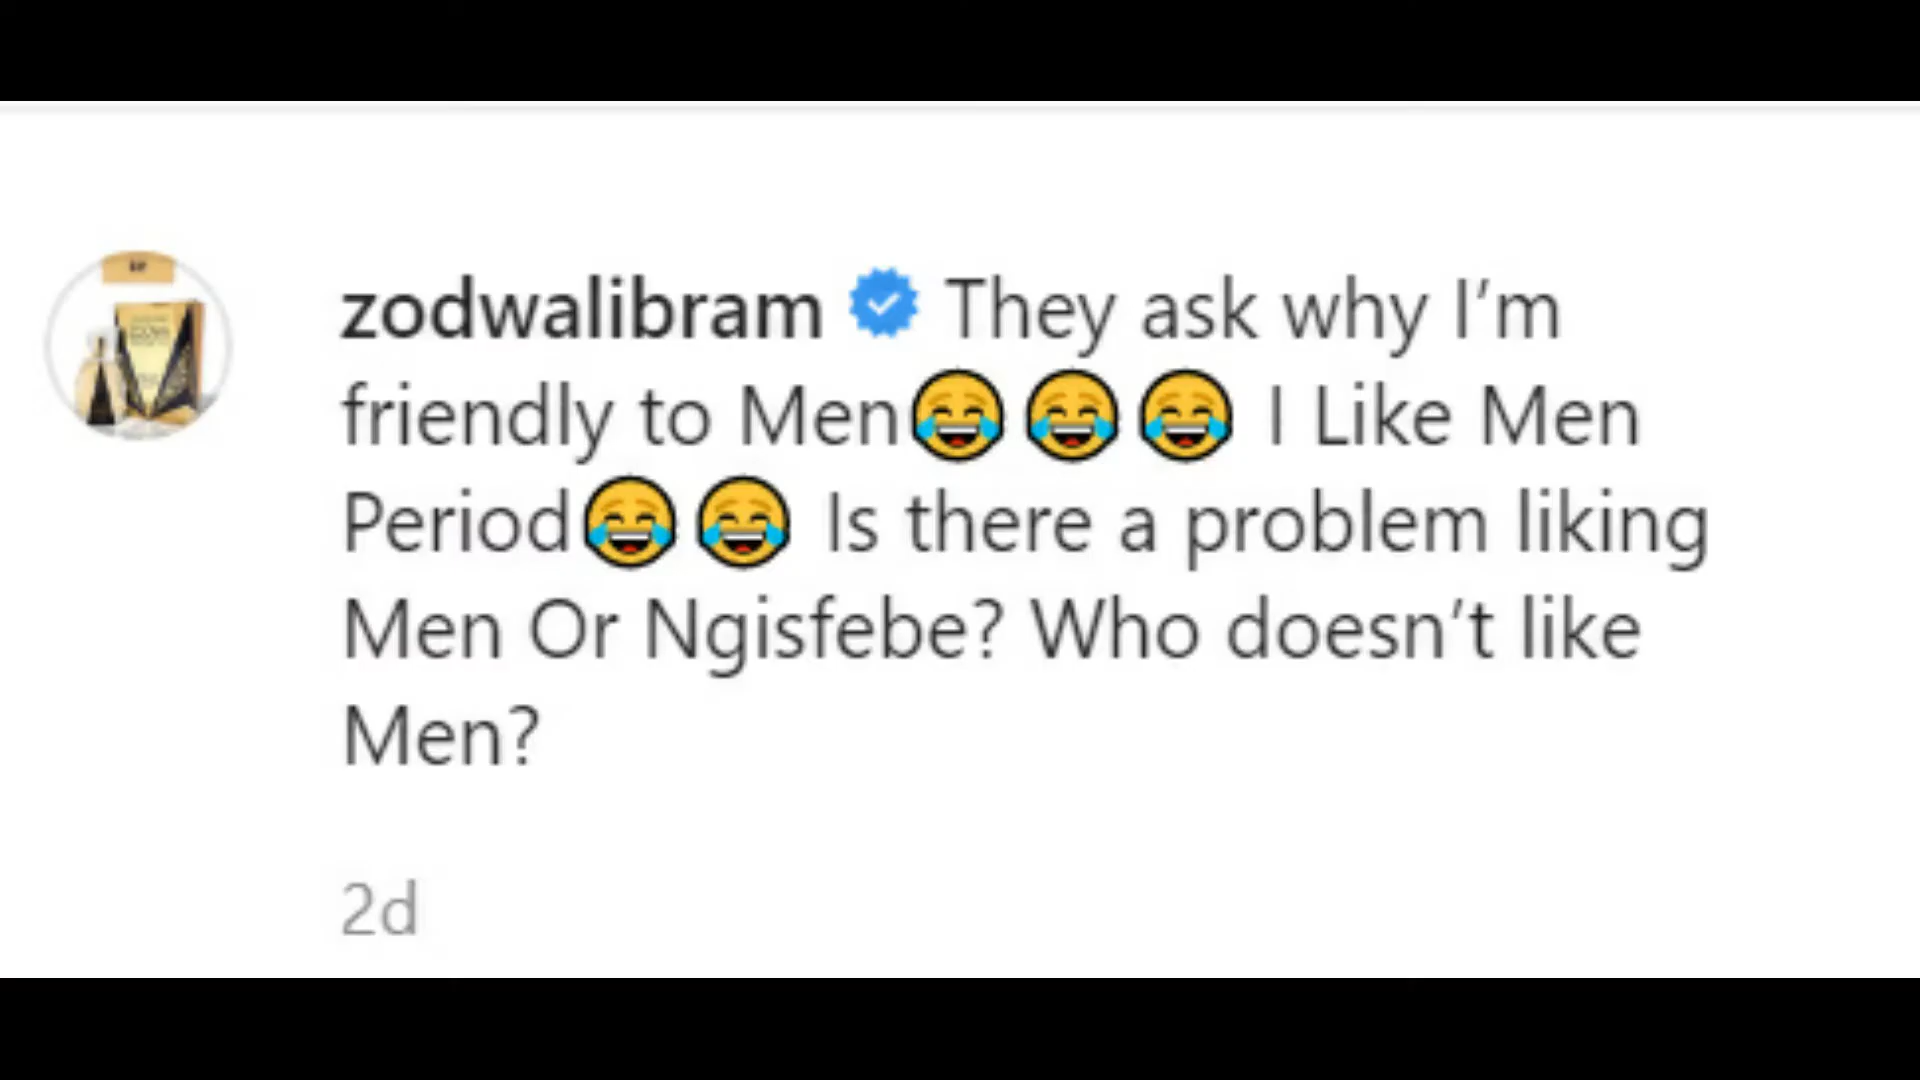 zodwalibram They ask why I’m
friendly to Men😂😂😂 I Like Men
Period😂😂 Is there a problem liking
Men Or Ngisfebe? Who doesn’t like
Men?
2d